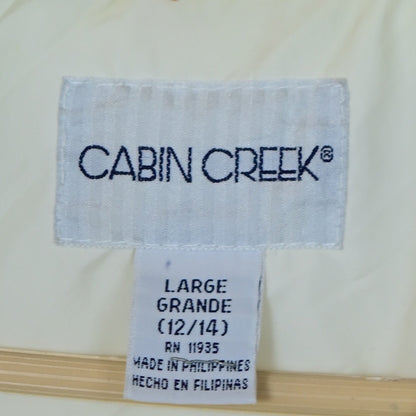 CABIN CREEK®
LARGE
GRANDE
(12/14)
RN 11935
MADE IN PHILIPPINES
HECHO EN FILIPINAS